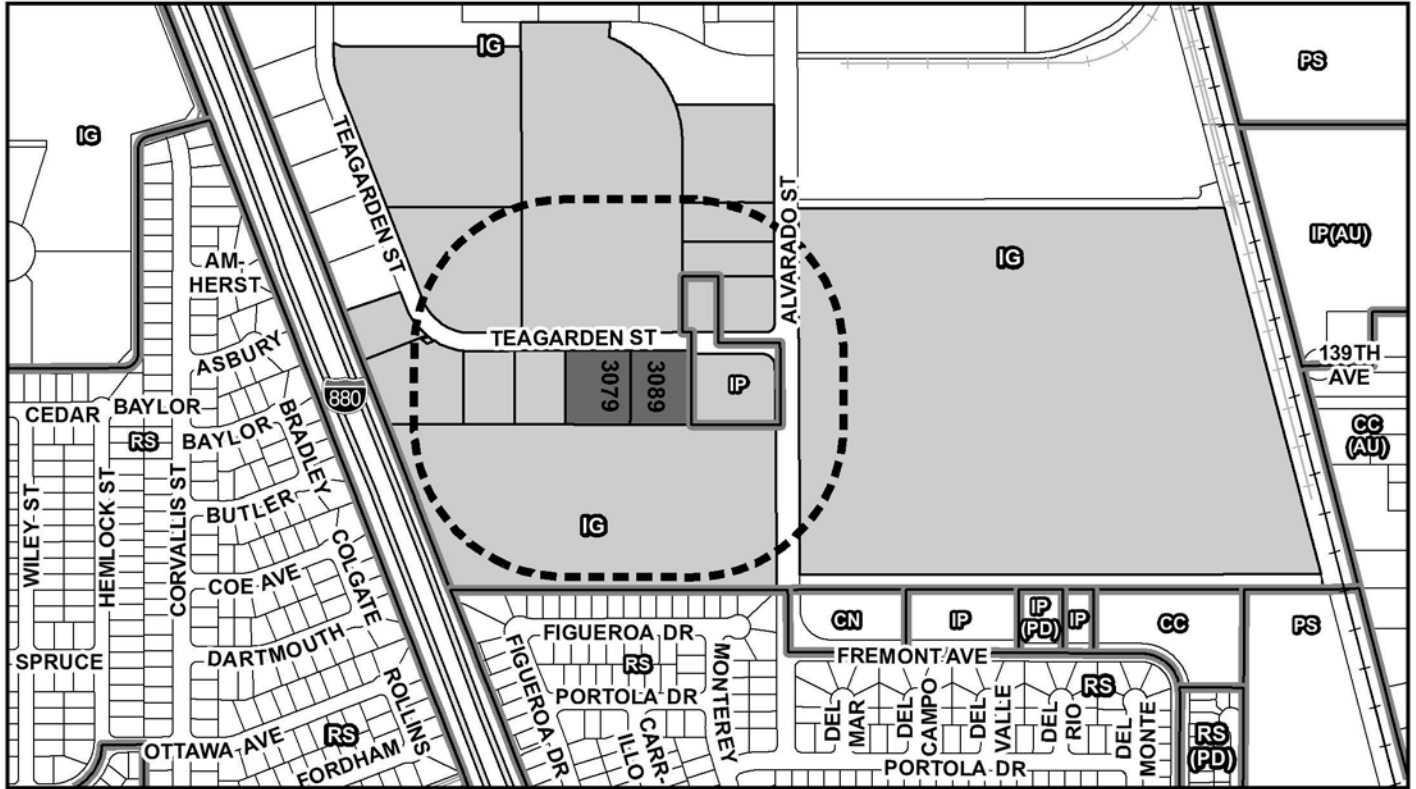 IG
PS
IG
TEAGARDEN ST
ALVARADO ST
IP(AU)
IG
AM-
HERST
TEAGARDEN ST
139TH
AVE
ASBURY
3079
3089
IP
880
CEDAR
BAYLOR
BRADLEY
RS
BAYLOR
CC
(AU)
WILEY ST
HEMLOCK ST
CORVALLIS ST
BUTLER
IG
COLGATE
COE AVE
CN
IP
IP
(PD)
IP
CC
PS
FIGUEROA DR
DARTMOUTH
SPRUCE
FIGUEROA DR
RS
MONTEREY
FREMONT AVE
ROLLINS
PORTOLA DR
RS
DEL
MAR
DEL
CAMPO
DEL
VALLE
DEL
RIO
DEL
MONTE
CARR-
ILLO
OTTAWA AVE
RS
RS
(PD)
FORDHAM
PORTOLA DR